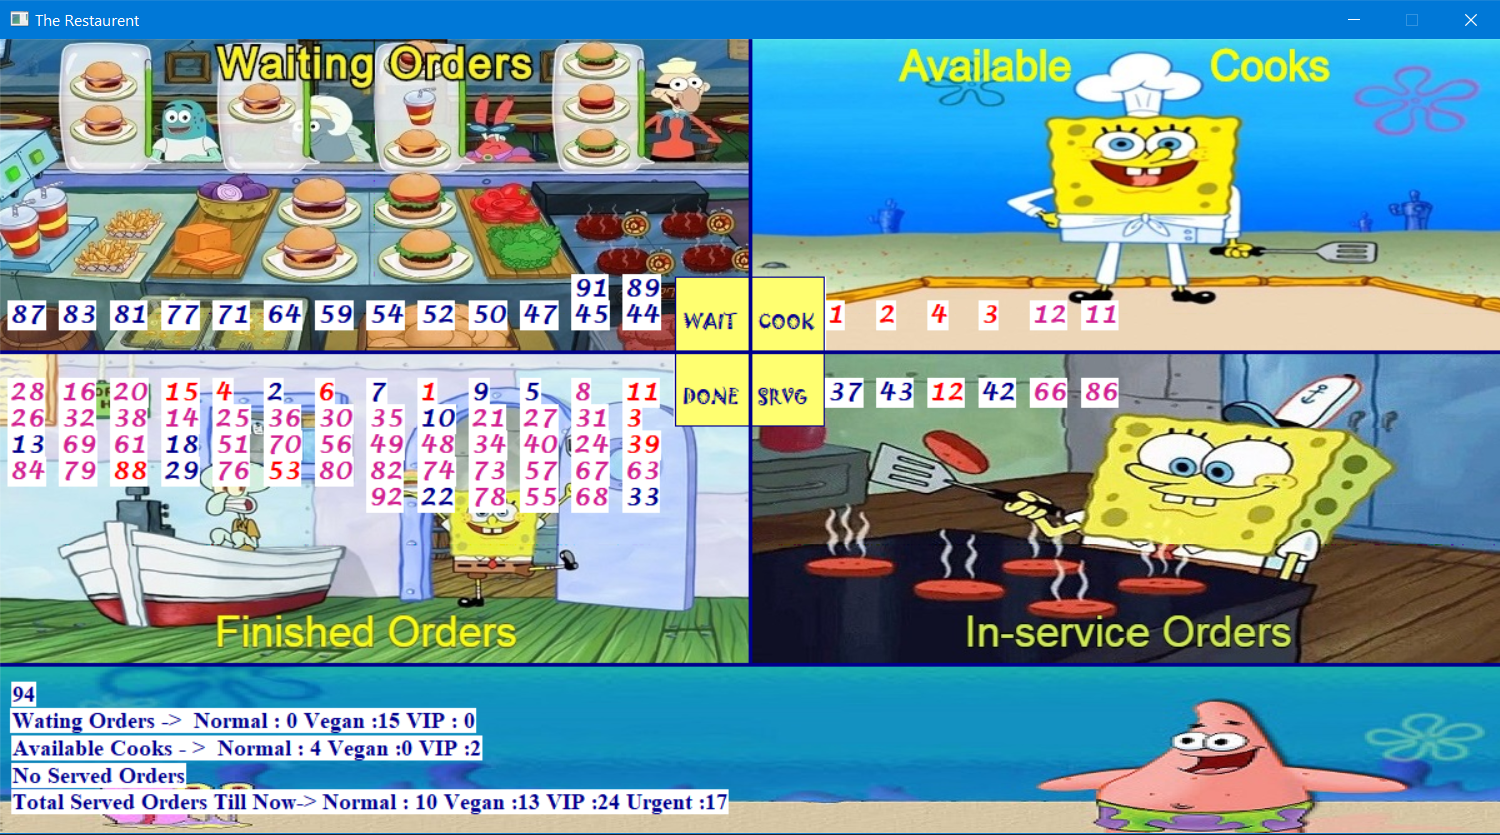 The Restaurent
Waiting Orders
Available Cooks
91 89
87 83 81 77 71 64 59 54 52 50 47 45 44
WAIT COOK
1 2 4 3 12 11
DONE SRVG
28 16 20 15 4 2 6 7 1 9 5 8 11
26 32 38 14 25 36 30 35 10 21 27 31 3
13 69 61 18 51 70 56 49 48 34 40 24 39
84 79 88 29 76 53 80 82 74 73 57 67 63
92 22 78 55 68 33
37 43 12 42 66 86
Finished Orders
In-service Orders
94
Wating Orders -> Normal : 0 Vegan :15 VIP : 0
Available Cooks - > Normal : 4 Vegan :0 VIP :2
No Served Orders
Total Served Orders Till Now-> Normal : 10 Vegan :13 VIP :24 Urgent :17